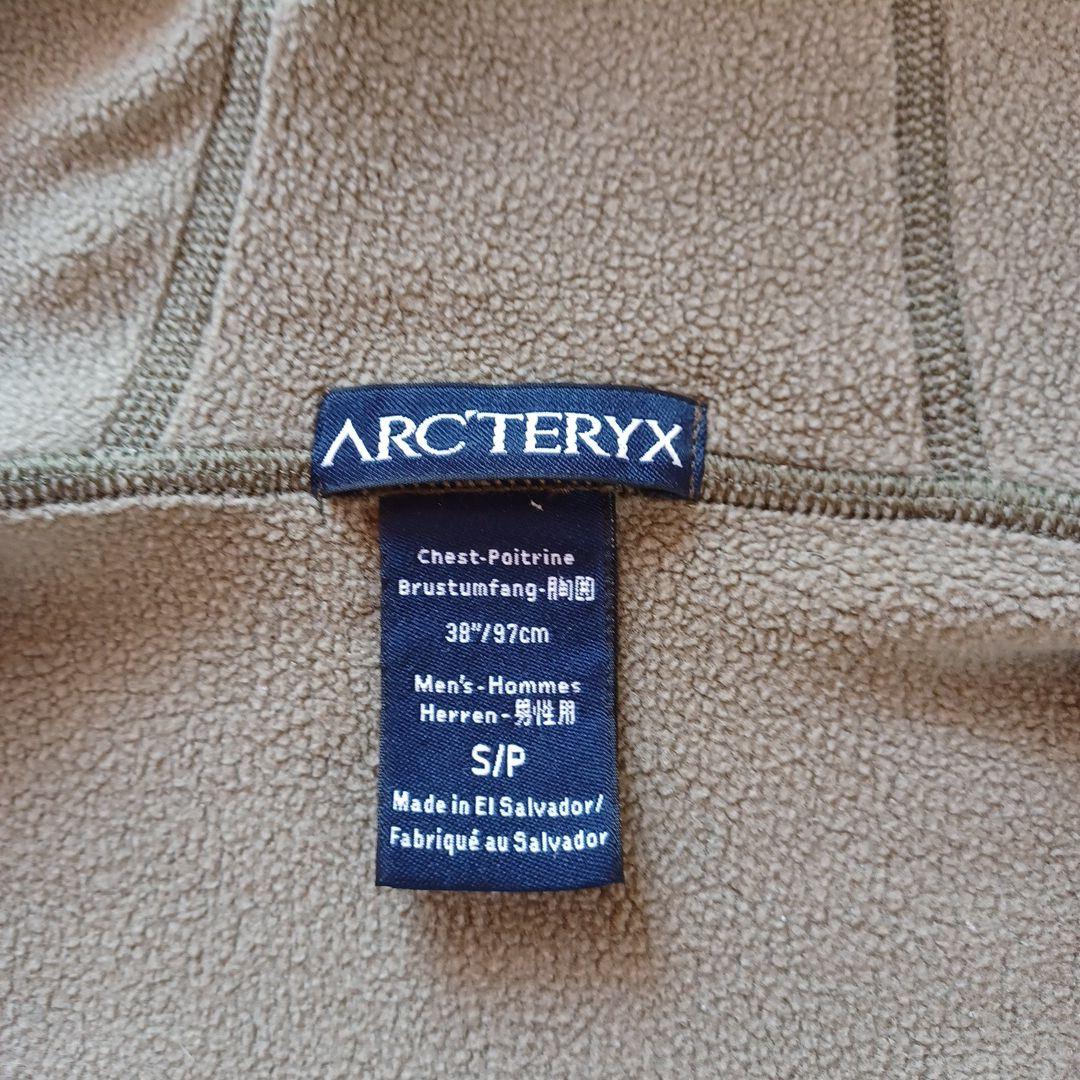 ARC'TERYX
Chest-Poitrine
Brustumfang-胸囲
38"/97cm
Men's-Hommes
Herren-男性用
S/P
Made in El Salvador/
Fabriqué au Salvador